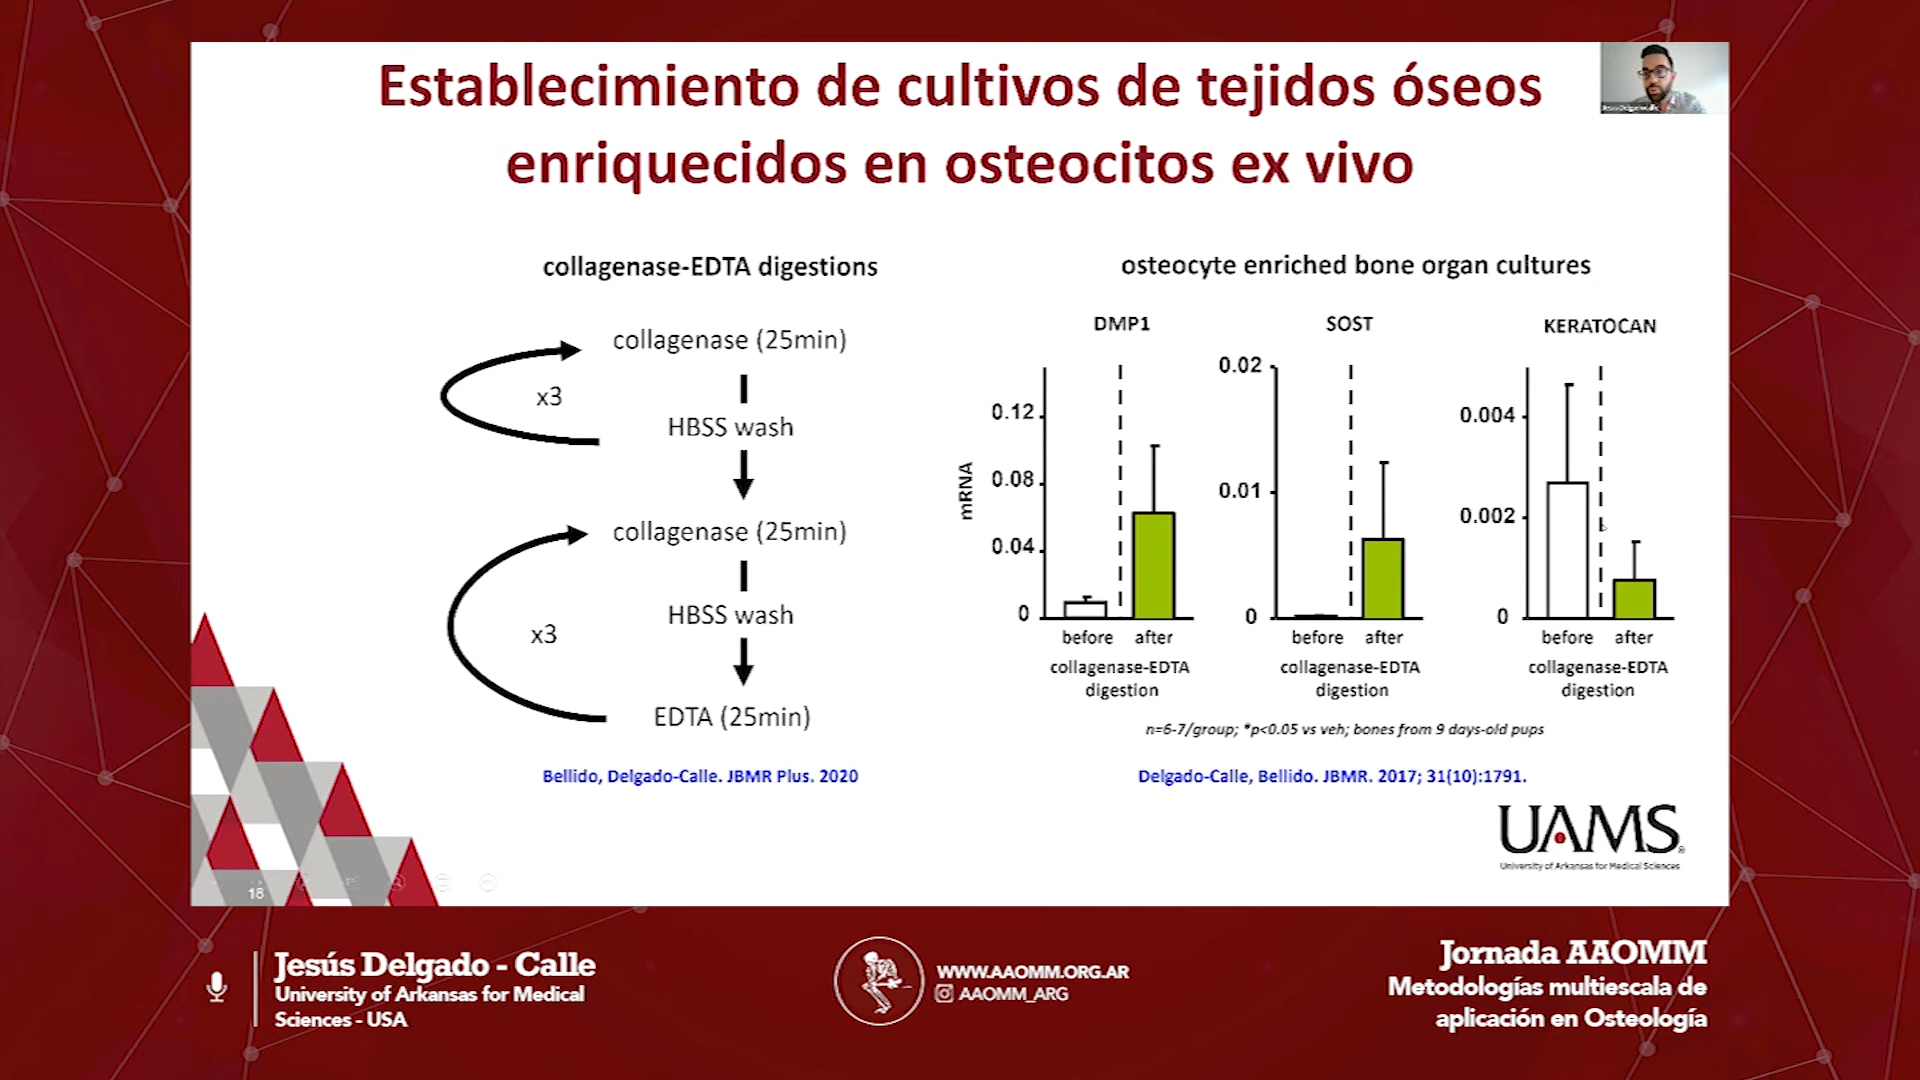 Establecimiento de cultivos de tejidos óseos
enriquecidos en osteocitos ex vivo
collagenase-EDTA digestions
collagenase (25min)
x3
HBSS wash
collagenase (25min)
HBSS wash
x3
EDTA (25min)
Bellido, Delgado-Calle. JBMR Plus. 2020
osteocyte enriched bone organ cultures
DMP1
mRNA
0.12
0.08
0.04
0
before after
collagenase-EDTA
digestion
SOST
0.02
0.01
0
before after
collagenase-EDTA
digestion
KERATOCAN
0.004
0.002
0
before after
collagenase-EDTA
digestion
n=6-7/group; *p<0.05 vs veh; bones from 9 days-old pups
Delgado-Calle, Bellido. JBMR. 2017; 31(10):1791.
UAMS
University of Arkansas for Medical Sciences
18
Jesús Delgado - Calle
University of Arkansas for Medical
Sciences - USA
WWW.AAOMM.ORG.AR
AAOMM_ARG
Jornada AAOMM
Metodologías multiescala de
aplicación en Osteología